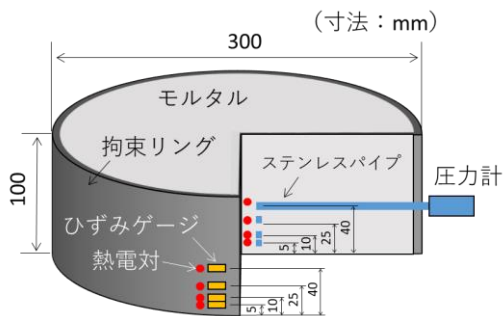 （寸法：mm）
300
モルタル
拘束リング
100
ステンレスパイプ
圧力計
ひずみゲージ
熱電対
5
10
25
40
5
10
25
40